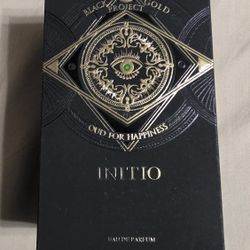 BLACK GOLD
PROJECT
OUD FOR HAPPINESS
INITIO
EAU DE PARFUM